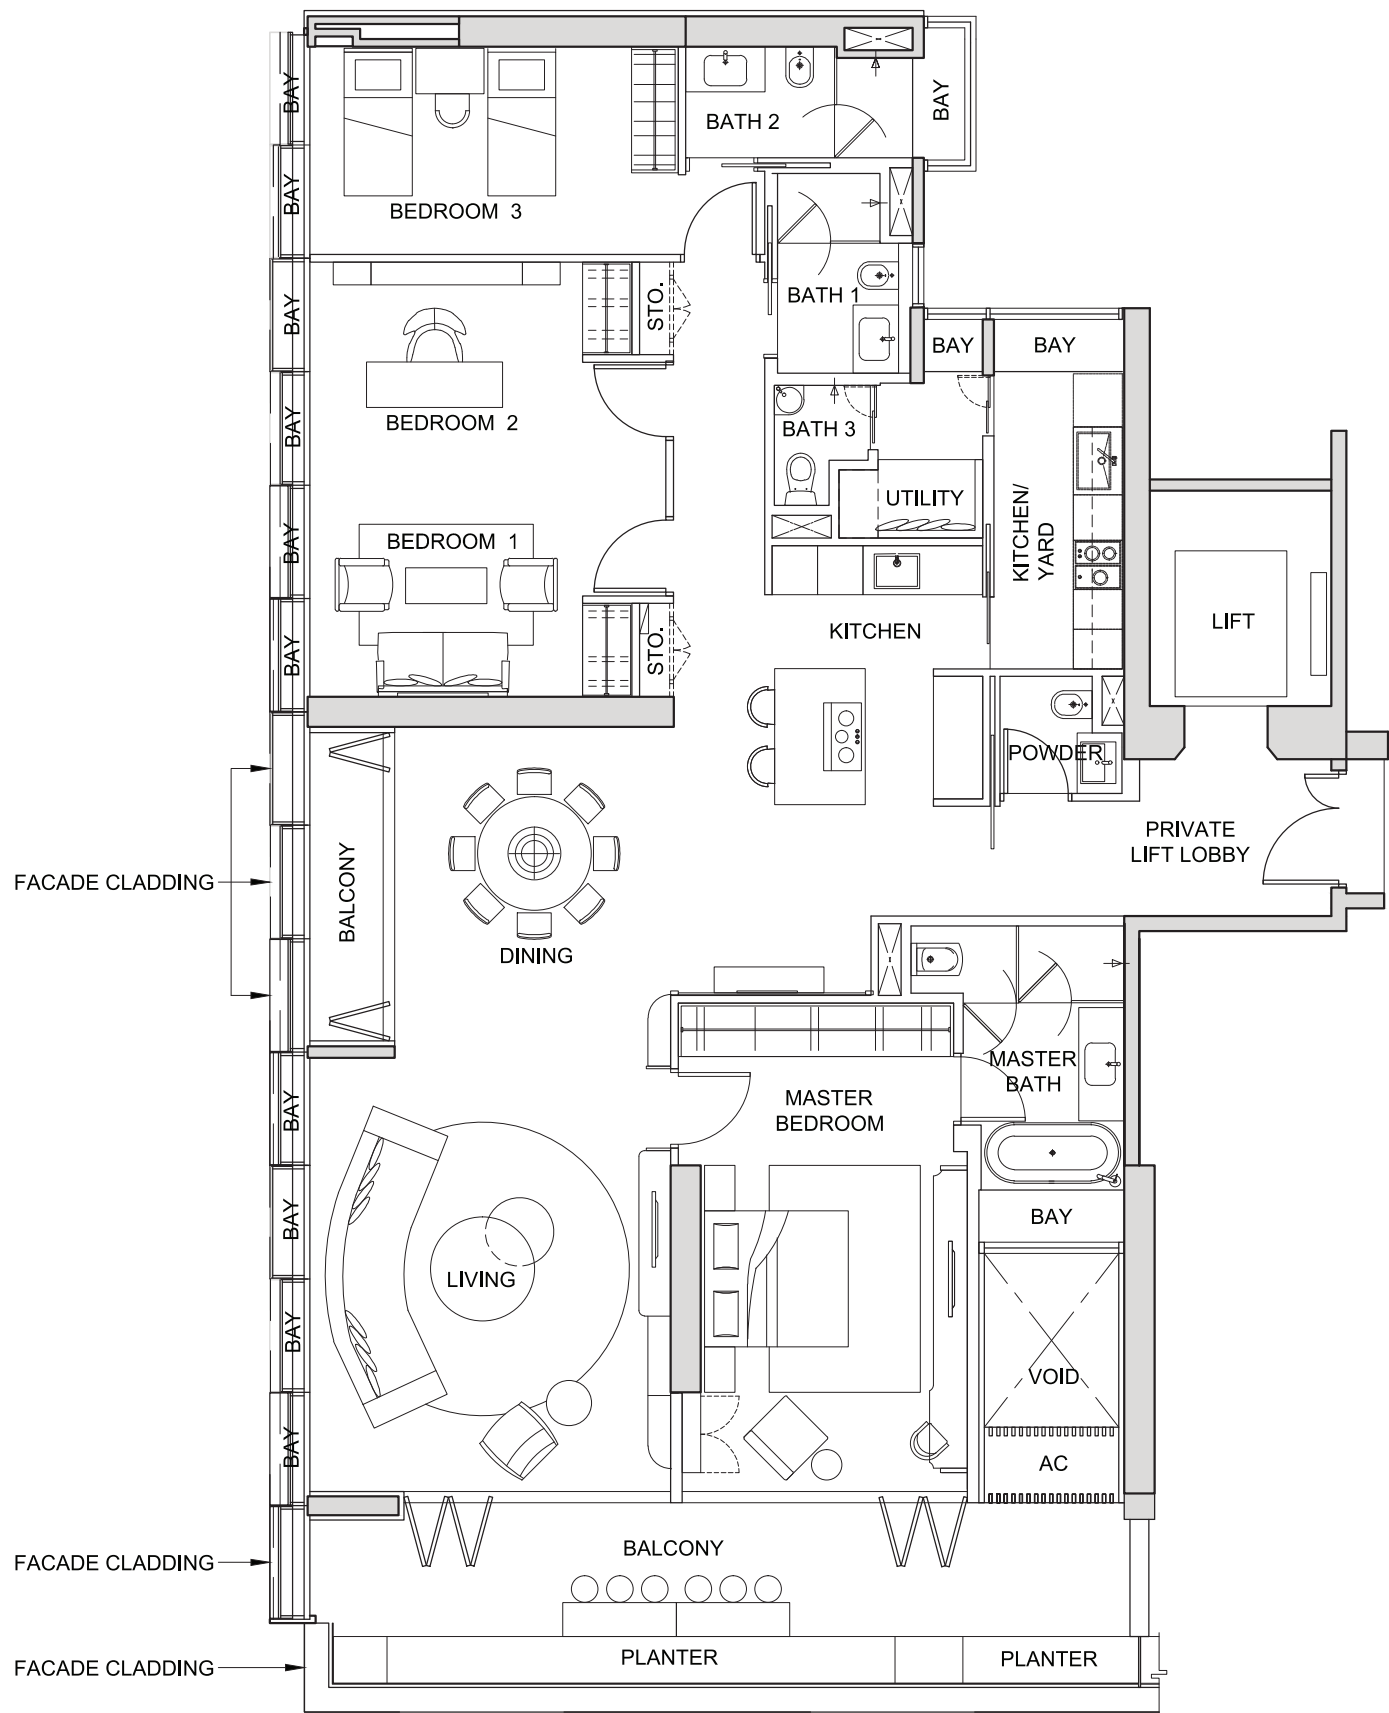 BAY
BATH 2
BAY
BEDROOM 3
BAY
BATH 1
STO.
BAY
BAY
BAY
BEDROOM 2
BAY
BATH 3
UTILITY
KITCHEN/
YARD
BEDROOM 1
BAY
LIFT
KITCHEN
STO.
BAY
POWDER
PRIVATE
LIFT LOBBY
FACADE CLADDING
BALCONY
DINING
MASTER
BATH
MASTER
BEDROOM
BAY
BAY
BAY
LIVING
BAY
VOID
BAY
AC
BALCONY
FACADE CLADDING
PLANTER
PLANTER
FACADE CLADDING